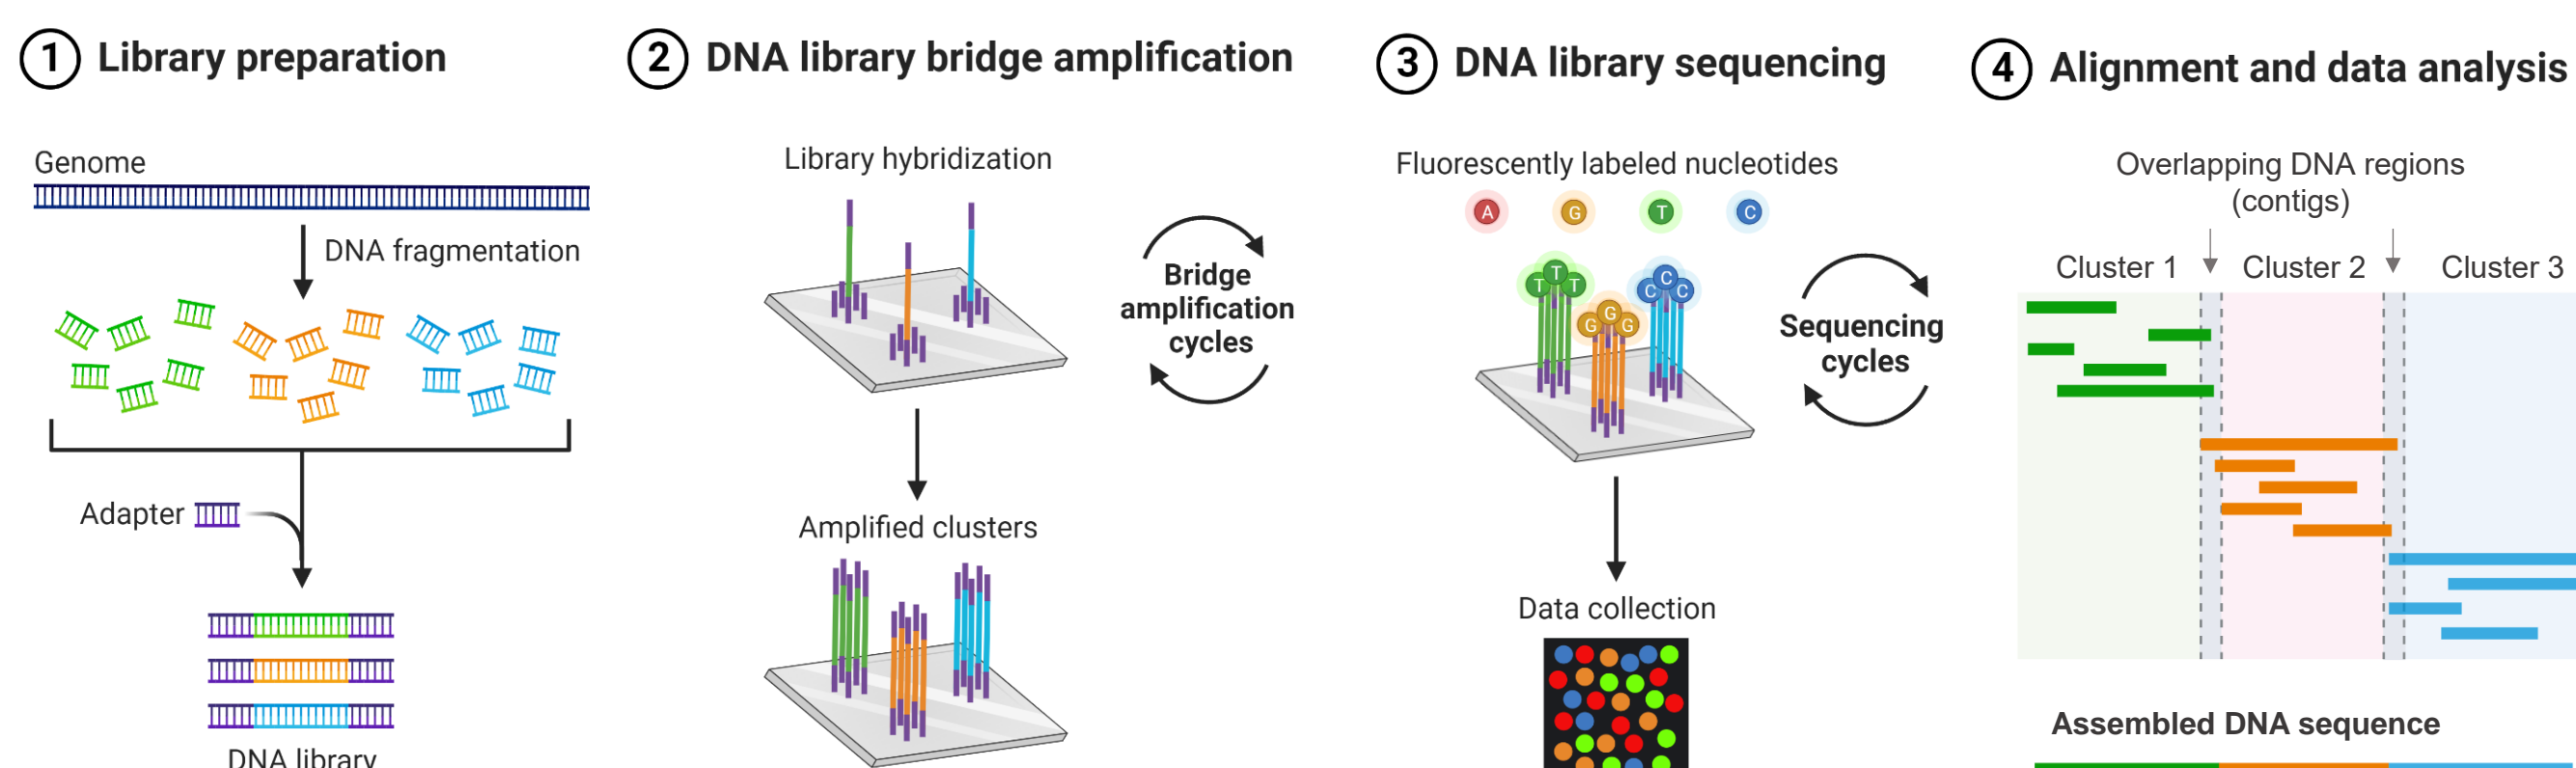 1 Library preparation
Genome
DNA fragmentation
Adapter
DNA library
2 DNA library bridge amplification
Library hybridization
Bridge
amplification
cycles
Amplified clusters
3 DNA library sequencing
Fluorescently labeled nucleotides
A G T C
T T T
G G G
C C C
Sequencing
cycles
Data collection
4 Alignment and data analysis
Overlapping DNA regions
(contigs)
Cluster 1 Cluster 2 Cluster 3
Assembled DNA sequence